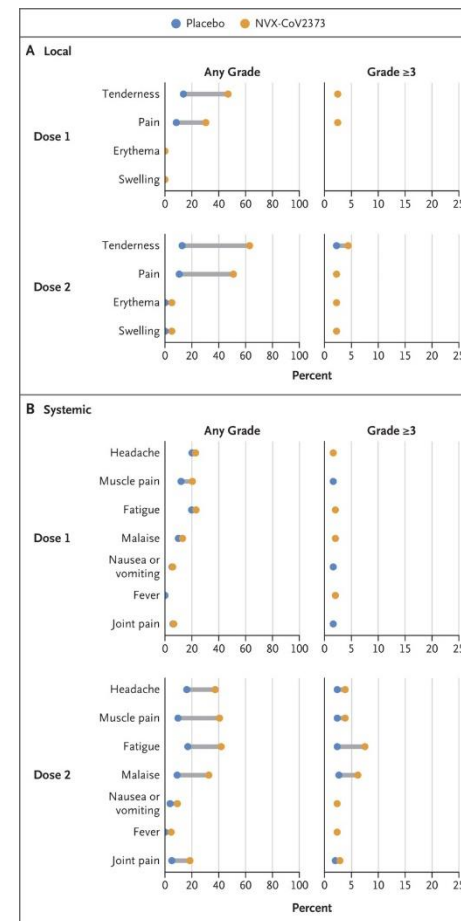 Placebo NVX-CoV2373
A Local
Any Grade Grade ≥3
Dose 1
Tenderness
Pain
Erythema
Swelling
0 20 40 60 80 100 0 5 10 15 20 25
Dose 2
Tenderness
Pain
Erythema
Swelling
0 20 40 60 80 100 0 5 10 15 20 25
Percent
B Systemic
Any Grade Grade ≥3
Dose 1
Headache
Muscle pain
Fatigue
Malaise
Nausea or
vomiting
Fever
Joint pain
0 20 40 60 80 100 0 5 10 15 20 25
Dose 2
Headache
Muscle pain
Fatigue
Malaise
Nausea or
vomiting
Fever
Joint pain
0 20 40 60 80 100 0 5 10 15 20 25
Percent